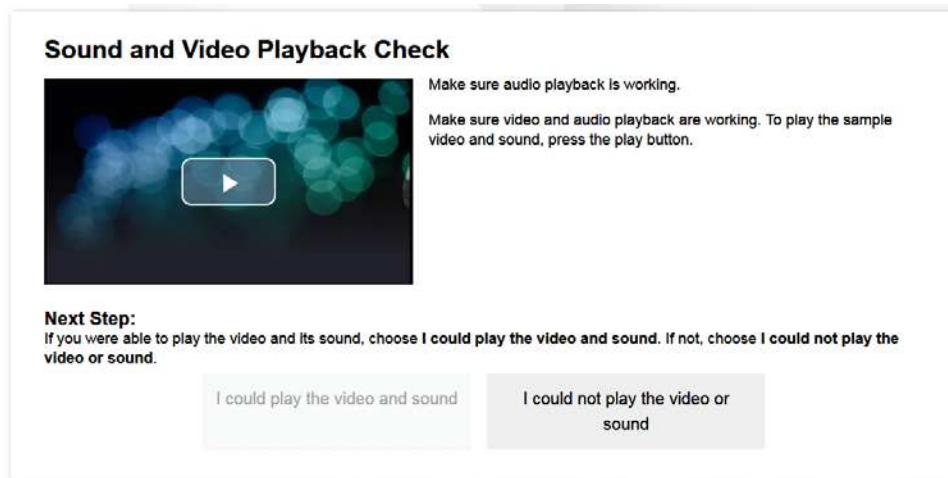 Sound and Video Playback Check
Make sure audio playback is working.
Make sure video and audio playback are working. To play the sample
video and sound, press the play button.
Next Step:
If you were able to play the video and its sound, choose I could play the video and sound. If not, choose I could not play the
video or sound.
I could play the video and sound
I could not play the video or
sound